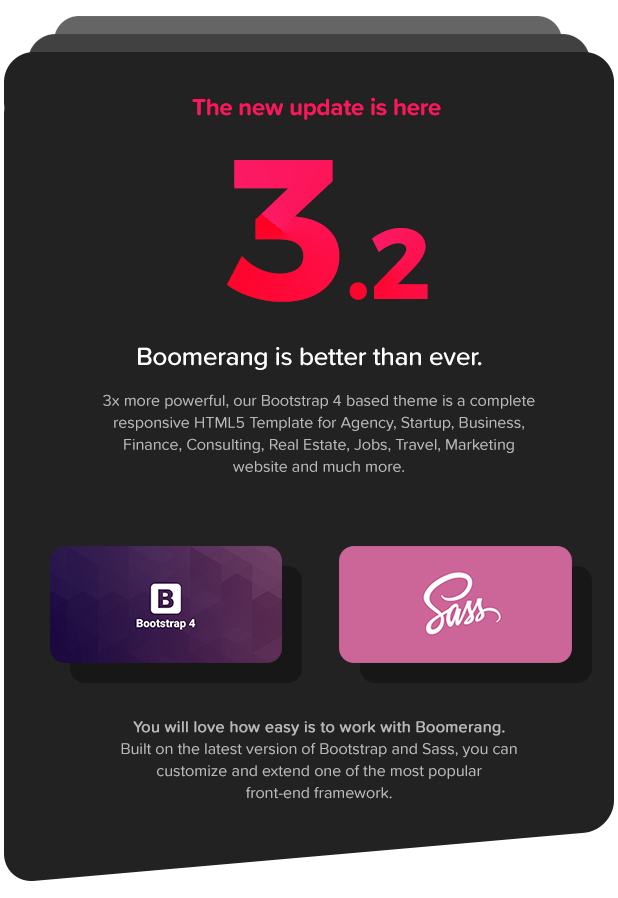 The new update is here
3.2
Boomerang is better than ever.
3x more powerful, our Bootstrap 4 based theme is a complete
responsive HTML5 Template for Agency, Startup, Business,
Finance, Consulting, Real Estate, Jobs, Travel, Marketing
website and much more.
B
Bootstrap 4
Sass
You will love how easy is to work with Boomerang.
Built on the latest version of Bootstrap and Sass, you can
customize and extend one of the most popular
front-end framework.